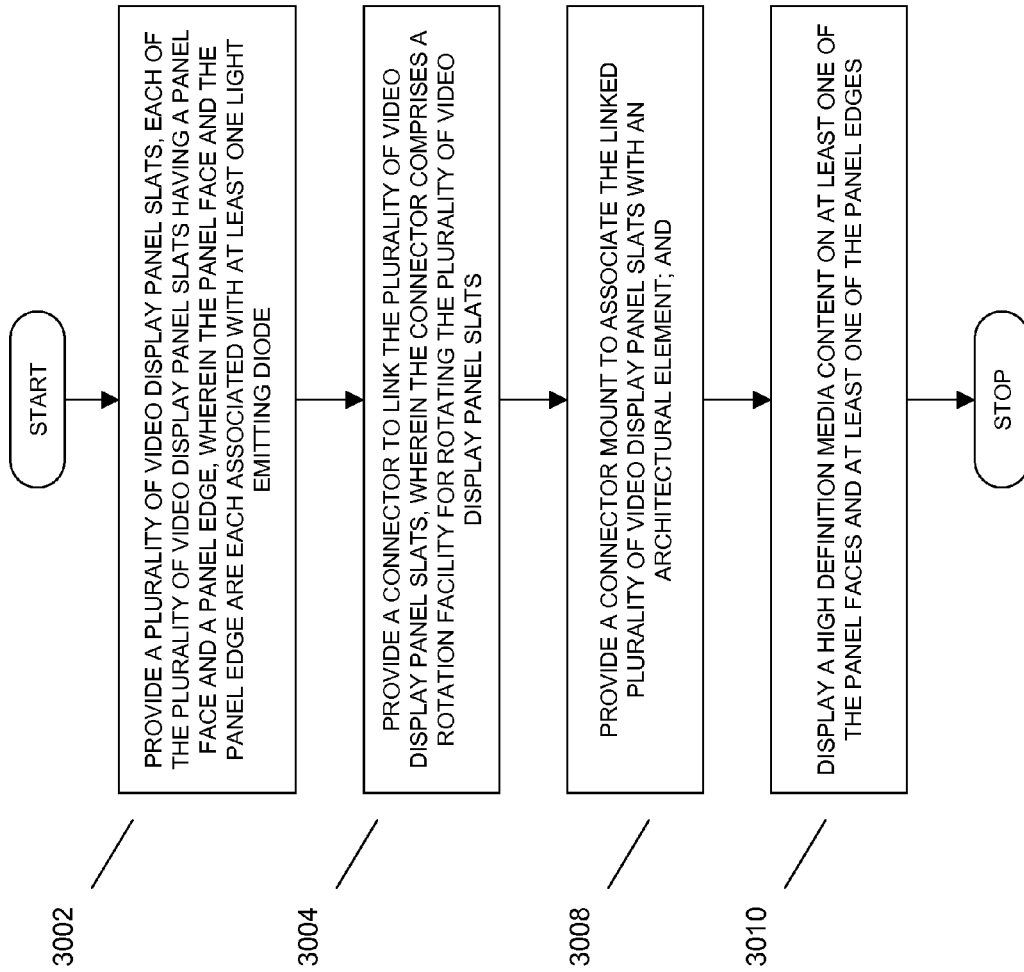 START
3002
PROVIDE A PLURALITY OF VIDEO DISPLAY PANEL SLATS, EACH OF
THE PLURALITY OF VIDEO DISPLAY PANEL SLATS HAVING A PANEL
FACE AND A PANEL EDGE, WHEREIN THE PANEL FACE AND THE
PANEL EDGE ARE EACH ASSOCIATED WITH AT LEAST ONE LIGHT
EMITTING DIODE
3004
PROVIDE A CONNECTOR TO LINK THE PLURALITY OF VIDEO
DISPLAY PANEL SLATS, WHEREIN THE CONNECTOR COMPRISES A
ROTATION FACILITY FOR ROTATING THE PLURALITY OF VIDEO
DISPLAY PANEL SLATS
3008
PROVIDE A CONNECTOR MOUNT TO ASSOCIATE THE LINKED
PLURALITY OF VIDEO DISPLAY PANEL SLATS WITH AN
ARCHITECTURAL ELEMENT; AND
3010
DISPLAY A HIGH DEFINITION MEDIA CONTENT ON AT LEAST ONE OF
THE PANEL FACES AND AT LEAST ONE OF THE PANEL EDGES
STOP